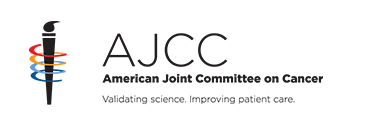 AJCC
American Joint Committee on Cancer
Validating science. Improving patient care.